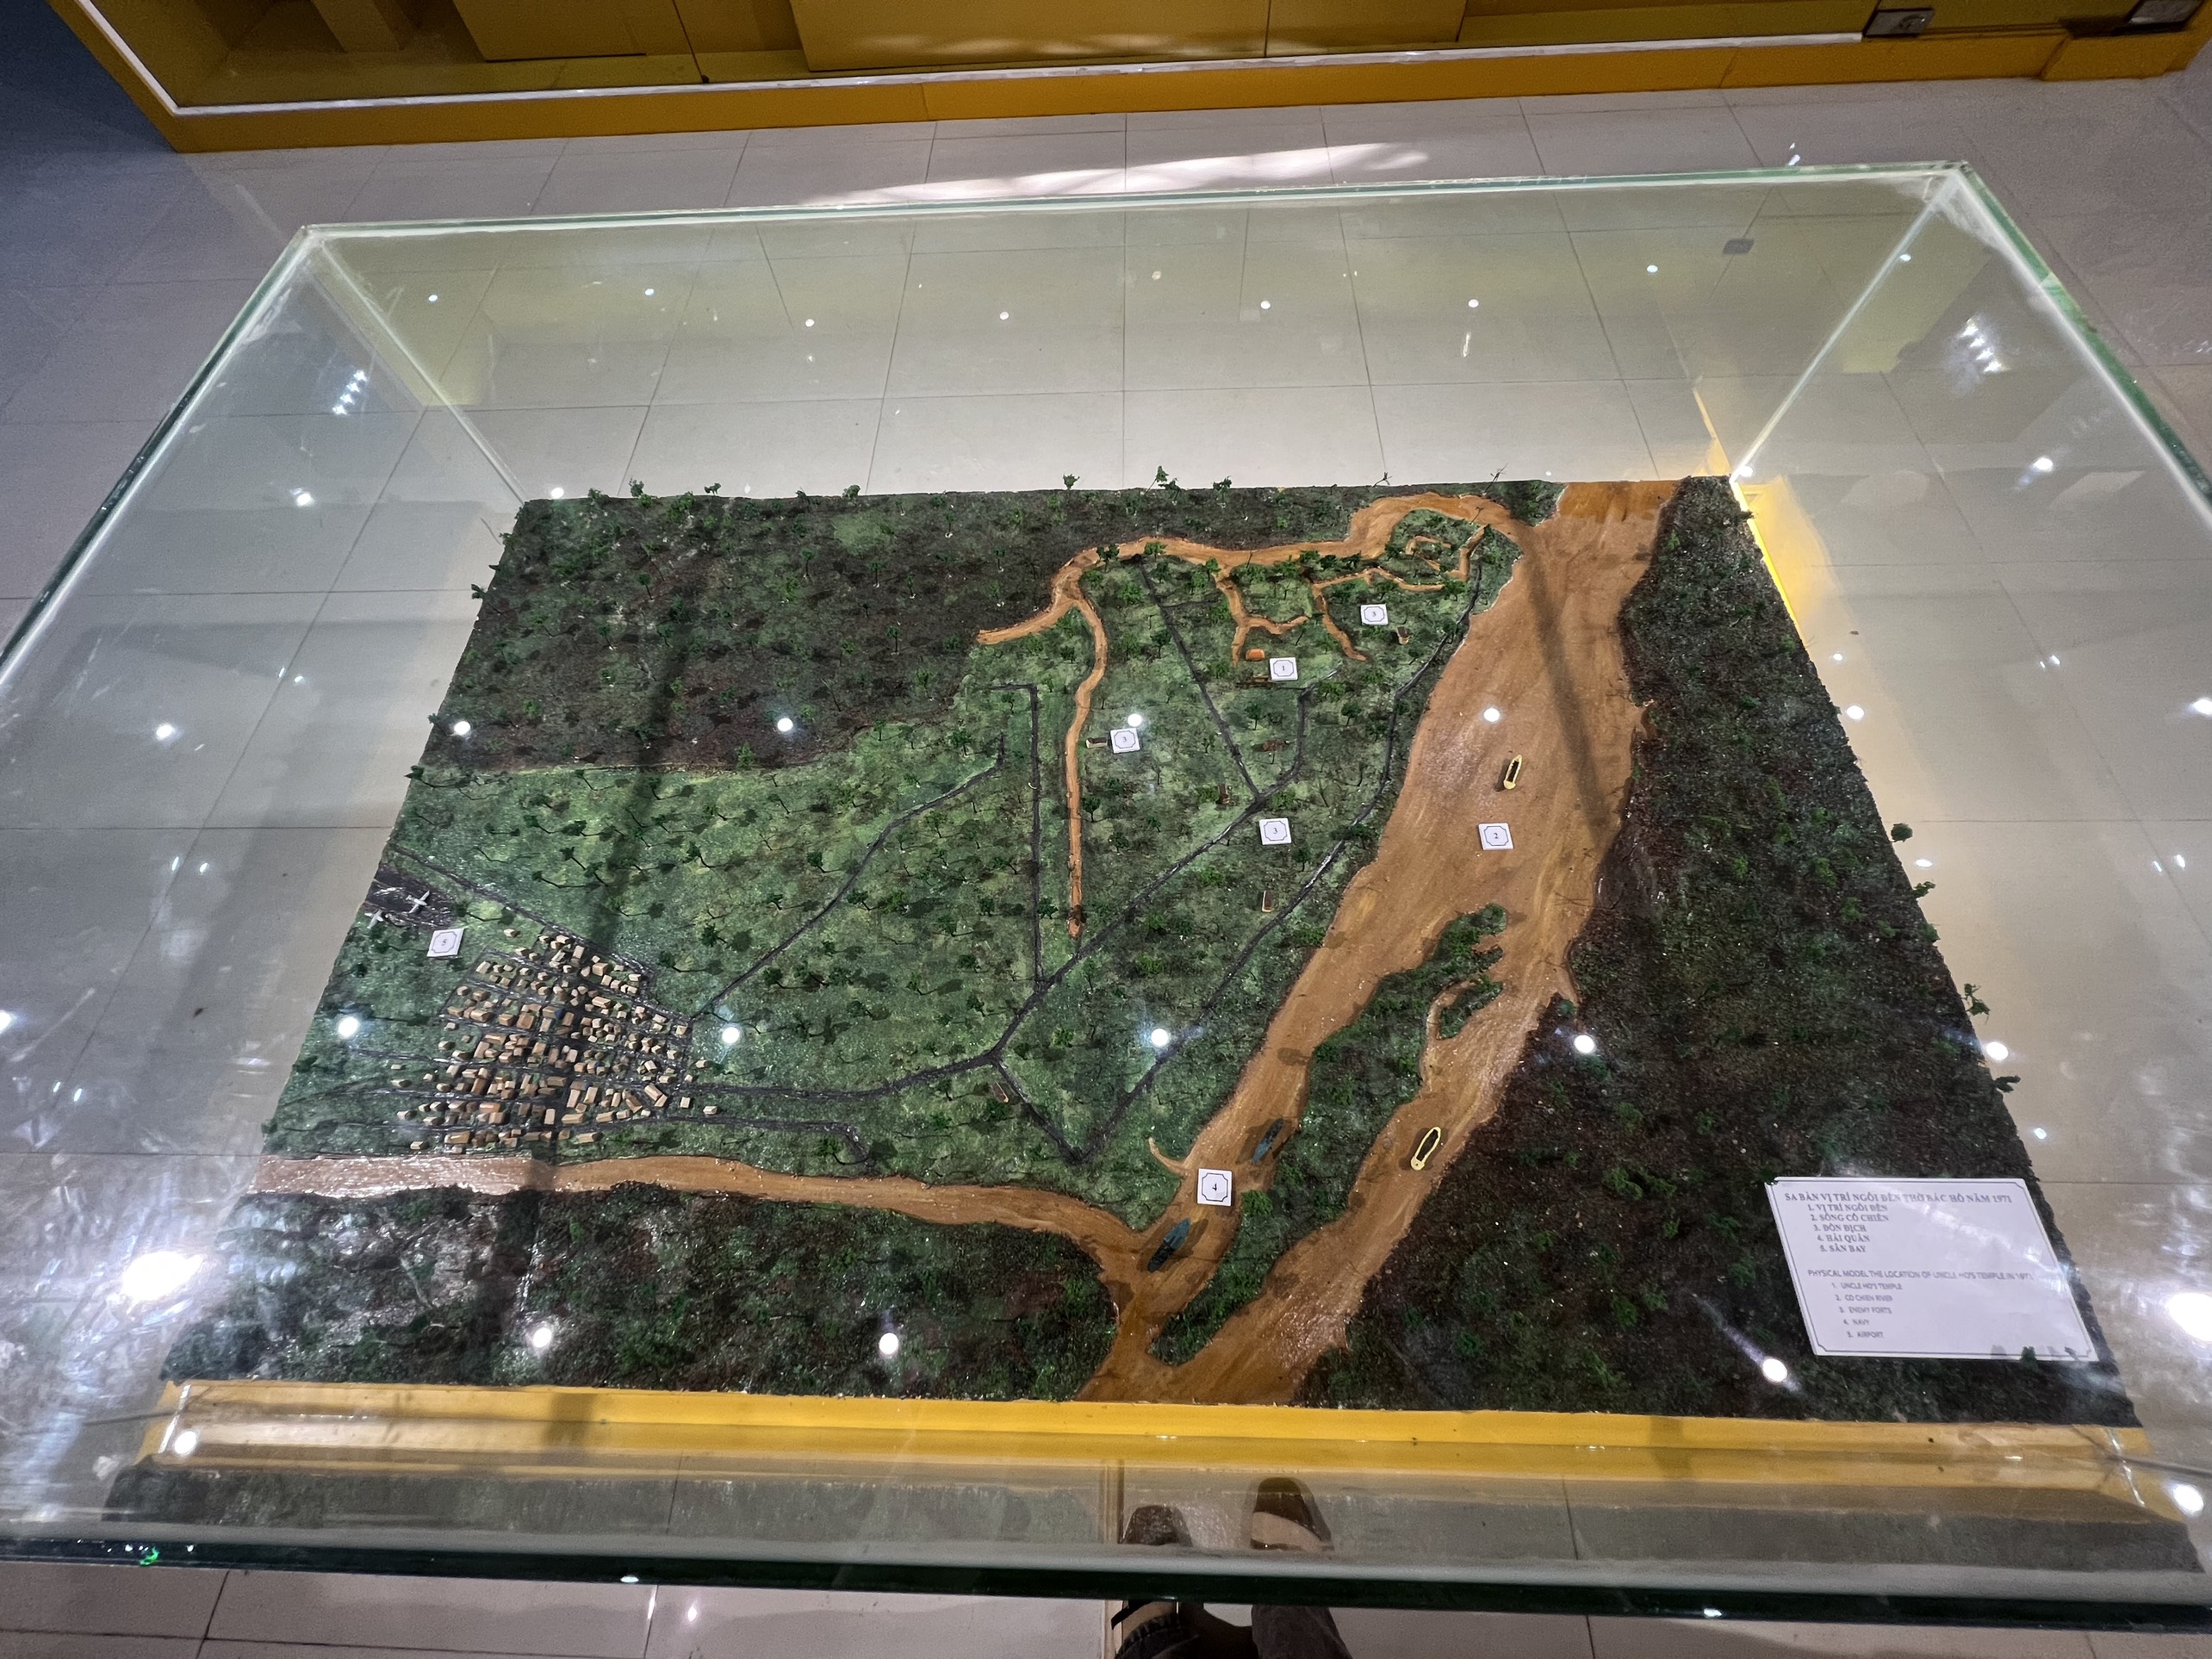 3
1
3
3
2
5
4
SA BÀN VỊ TRÍ NGÔI ĐỀN THỜ BÁC HỒ NĂM 1971
1. VỊ TRÍ NGÔI ĐỀN
2. SÔNG CỔ CHIÊN
3. ĐỒN ĐỊCH
4. HẢI QUÂN
5. SÂN BAY
PHYSICAL MODEL THE LOCATION OF UNCLE HO'S TEMPLE IN 1971
1. UNCLE HO'S TEMPLE
2. CO CHIEN RIVER
3. ENEMY PORTS
4. NAVY
5. AIRPORT